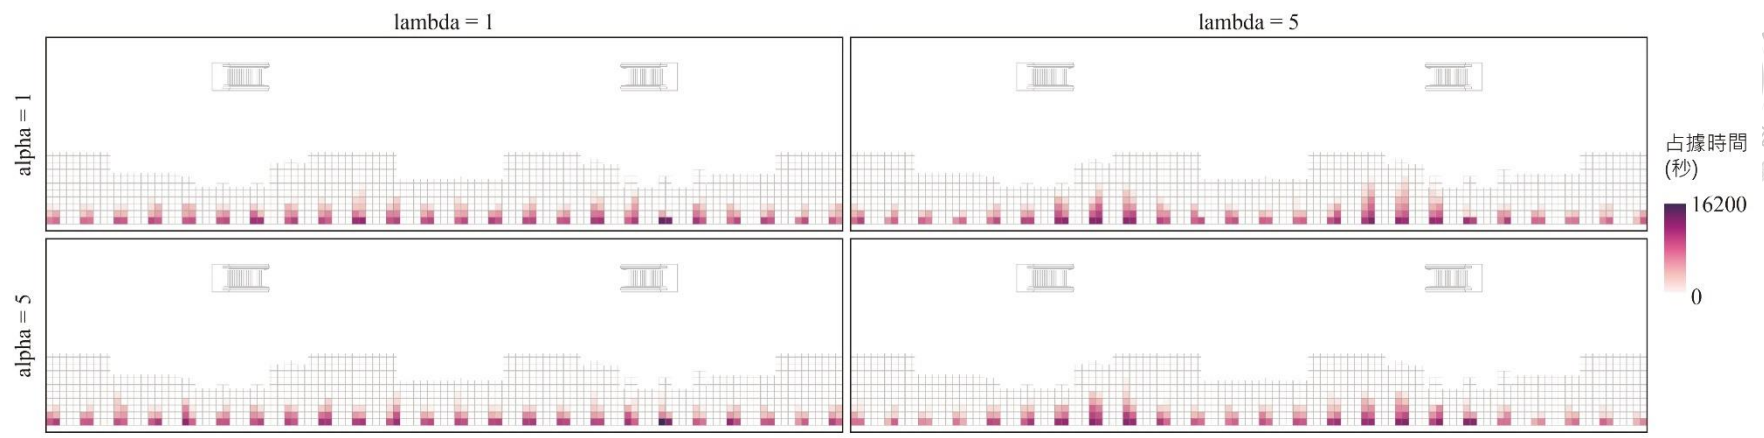 lambda = 1
lambda = 5
alpha = 1
占據時間
(秒)
16200
0
alpha = 5